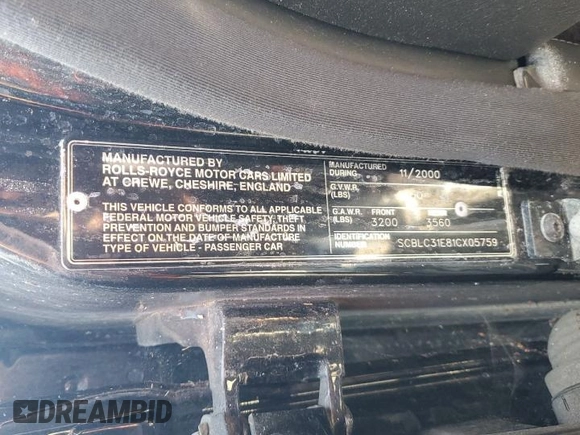 MANUFACTURED BY
ROLLS-ROYCE MOTOR CARS LIMITED
AT CREWE, CHESHIRE, ENGLAND
THIS VEHICLE CONFORMS TO ALL APPLICABLE
FEDERAL MOTOR VEHICLE SAFETY, THEFT
PREVENTION AND BUMPER STANDARDS IN
EFFECT ON THE DATE OF MANUFACTURE
TYPE OF VEHICLE - PASSENGER CAR
MANUFACTURED DURING 11/2000
G.V.W.R. (LBS)
G.A.W.R. (LBS) FRONT 3200 3560
IDENTIFICATION NUMBER SCBLC31E81CX05759
DREAMBID